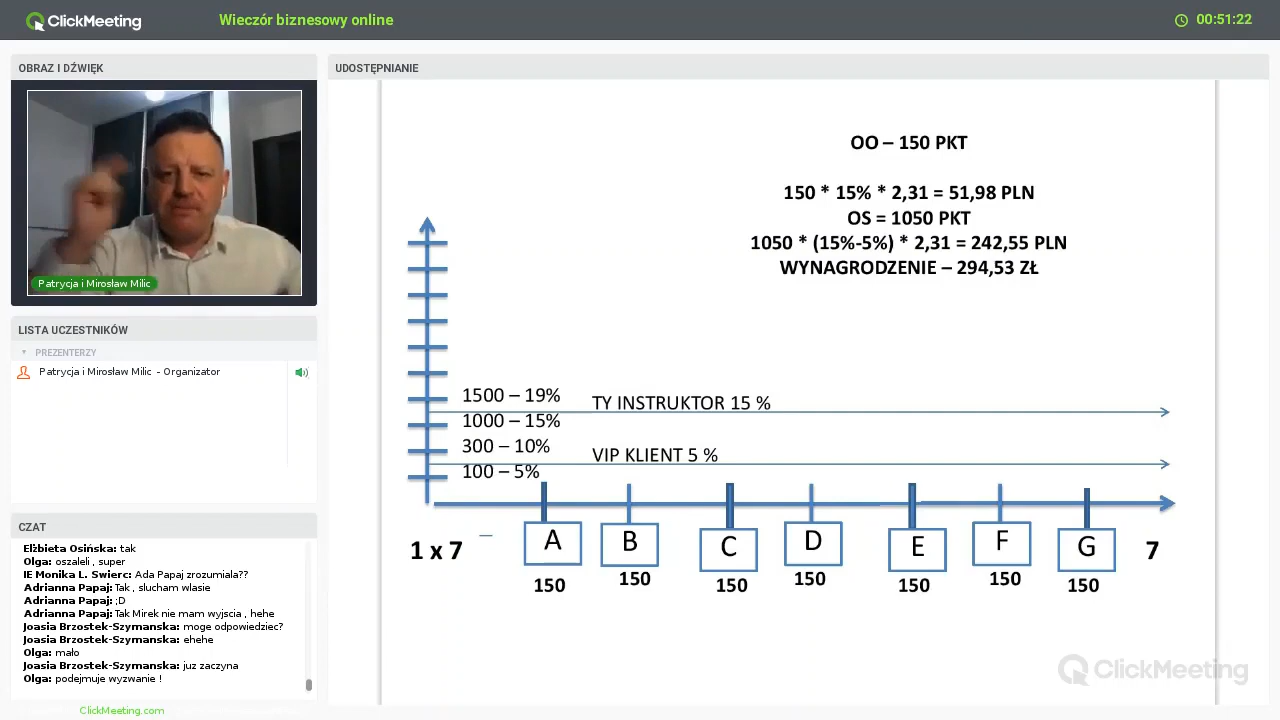 ClickMeeting
Wieczór biznesowy online
00:51:22
OBRAZ I DŹWIĘK
Patrycja i Mirosław Milic
LISTA UCZESTNIKÓW
PREZENTERZY
Patrycja i Mirosław Milic - Organizator
CZAT
Elżbieta Osińska: tak
Olga: oszaleli , super
IE Monika L. Swierc: Ada Papaj zrozumiala??
Adrianna Papaj: Tak , slucham wlasie
Adrianna Papaj: ;D
Adrianna Papaj: Tak Mirek nie mam wyjscia , hehe
Joasia Brzostek-Szymanska: moge odpowiedziec?
Joasia Brzostek-Szymanska: ehehe
Olga: mało
Joasia Brzostek-Szymanska: juz zaczyna
Olga: podejmuje wyzwanie !
ClickMeeting.com
UDOSTĘPNIANIE
OO – 150 PKT
150 * 15% * 2,31 = 51,98 PLN
OS = 1050 PKT
1050 * (15%-5%) * 2,31 = 242,55 PLN
WYNAGRODZENIE – 294,53 ZŁ
1500 – 19%
TY INSTRUKTOR 15 %
1000 – 15%
300 – 10%
VIP KLIENT 5 %
100 – 5%
1 x 7 – A B C D E F G 7
150 150 150 150 150 150 150
ClickMeeting